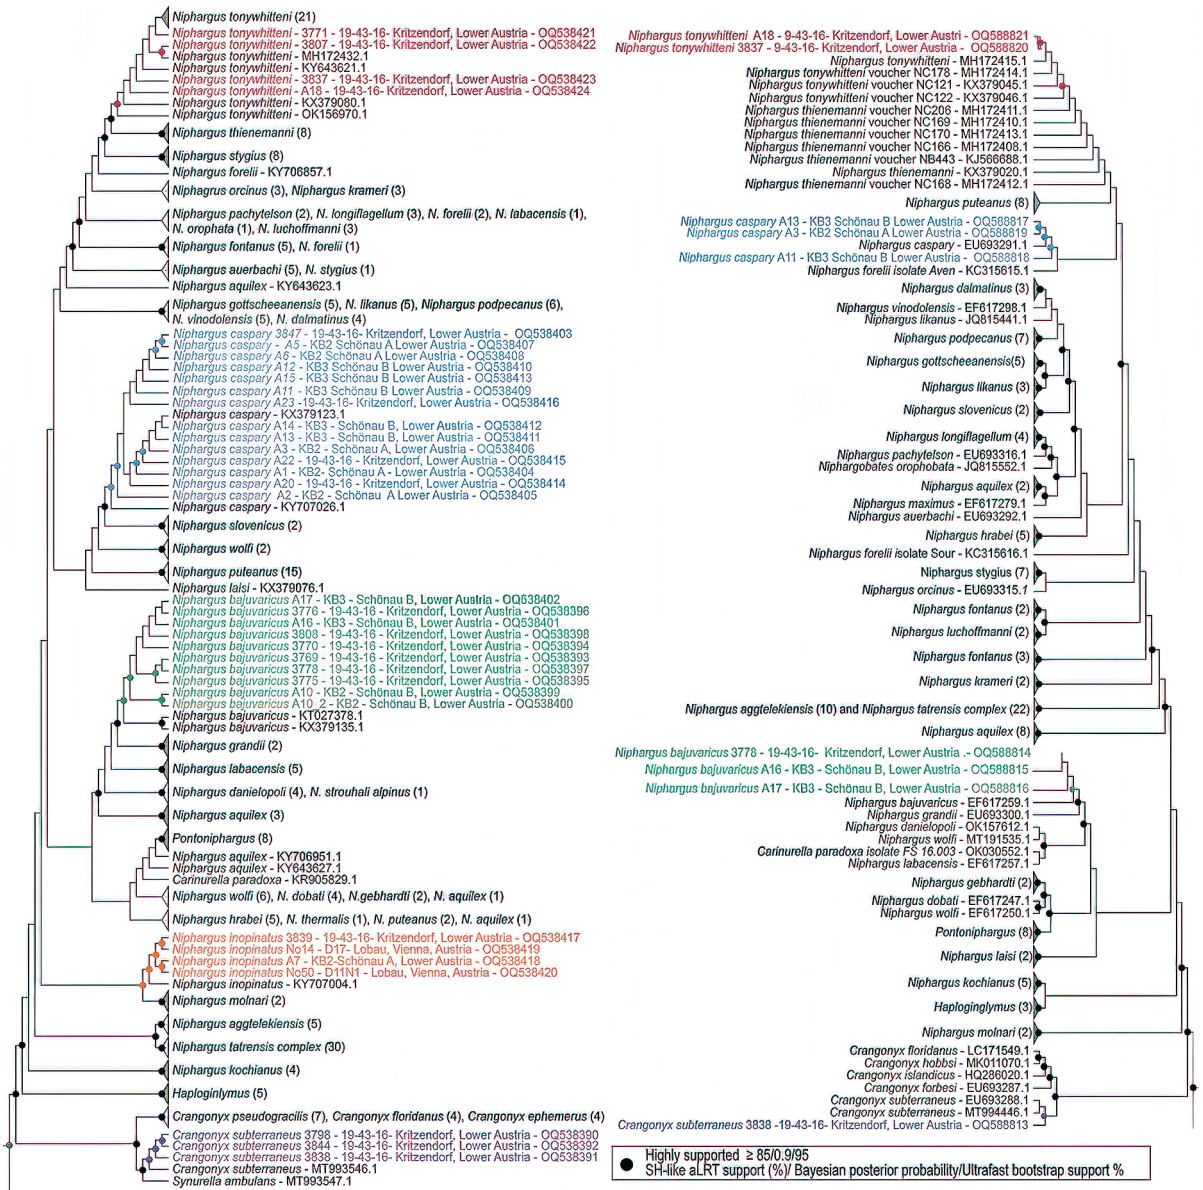 Niphargus tonywhitteni (21)
Niphargus tonywhitteni - 3771 - 19-43-16- Kritzendorf, Lower Austria - OQ538421
Niphargus tonywhitteni - 3807 - 19-43-16- Kritzendorf, Lower Austria - OQ538422
Niphargus tonywhitteni - MH172432.1
Niphargus tonywhitteni - KY643621.1
Niphargus tonywhitteni - 3837 - 19-43-16- Kritzendorf, Lower Austria - OQ538423
Niphargus tonywhitteni - A18 - 19-43-16- Kritzendorf, Lower Austria - OQ538424
Niphargus tonywhitteni - KX379080.1
Niphargus tonywhitteni - OK156970.1
Niphargus thienemanni (8)
Niphargus stygius (8)
Niphargus forelii - KY706857.1
Niphagrus orcinus (3), Niphargus krameri (3)
Niphargus pachytelson (2), N. longiflagellum (3), N. forelii (2), N. labacensis (1),
N. orophata (1), N. luchoffmanni (3)
Niphargus fontanus (5), N. forelii (1)
Niphargus auerbachi (5), N. stygius (1)
Niphargus aquilex - KY643623.1
Niphargus gottscheeanensis (5), N. likanus (5), Niphargus podpecanus (6),
N. vinodolensis (5), N. dalmatinus (4)
Niphargus caspary 3847 - 19-43-16- Kritzendorf, Lower Austria - OQ538403
Niphargus caspary - A5 - KB2 Schönau A Lower Austria - OQ538407
Niphargus caspary A6 - KB2 Schönau A Lower Austria - OQ538408
Niphargus caspary A12 - KB3 Schönau B Lower Austria - OQ538410
Niphargus caspary A15 - KB3 Schönau B Lower Austria - OQ538413
Niphargus caspary A11 - KB3 Schönau B Lower Austria - OQ538409
Niphargus caspary A23 -19-43-16- Kritzendorf, Lower Austria - OQ538416
Niphargus caspary - KX379123.1
Niphargus caspary A14 - KB3 - Schönau B, Lower Austria - OQ538412
Niphargus caspary A13 - KB3 - Schönau B, Lower Austria - OQ538411
Niphargus caspary A3 - KB2 - Schönau A, Lower Austria - OQ538406
Niphargus caspary A22 - 19-43-16- Kritzendorf, Lower Austria - OQ538415
Niphargus caspary A1 - KB2- Schönau A - Lower Austria - OQ538404
Niphargus caspary A20 - 19-43-16- Kritzendorf, Lower Austria - OQ538414
Niphargus caspary A2 - KB2 - Schönau A Lower Austria - OQ538405
Niphargus caspary - KY707026.1
Niphargus slovenicus (2)
Niphargus wolfi (2)
Niphargus puteanus (15)
Niphargus laisi - KX379076.1
Niphargus bajuvaricus A17 - KB3 - Schönau B, Lower Austria - OQ538402
Niphargus bajuvaricus 3776 - 19-43-16 - Kritzendorf, Lower Austria - OQ538396
Niphargus bajuvaricus A16 - KB3 - Schönau B, Lower Austria - OQ538401
Niphargus bajuvaricus 3808 - 19-43-16 - Kritzendorf, Lower Austria - OQ538398
Niphargus bajuvaricus 3770 - 19-43-16 - Kritzendorf, Lower Austria - OQ538394
Niphargus bajuvaricus 3769 - 19-43-16 - Kritzendorf, Lower Austria - OQ538393
Niphargus bajuvaricus 3778 - 19-43-16 - Kritzendorf, Lower Austria - OQ538397
Niphargus bajuvaricus 3775 - 19-43-16 - Kritzendorf, Lower Austria - OQ538395
Niphargus bajuvaricus A10 - KB2 - Schönau B, Lower Austria - OQ538399
Niphargus bajuvaricus A10_2 - KB2 - Schönau B, Lower Austria - OQ538400
Niphargus bajuvaricus - KT027378.1
Niphargus bajuvaricus - KX379135.1
Niphargus grandii (2)
Niphargus labacensis (5)
Niphargus danielopoli (4), N. strouhali alpinus (1)
Niphargus aquilex (3)
Pontoniphargus (8)
Niphargus aquilex - KY706951.1
Niphargus aquilex - KY643627.1
Carinurella paradoxa - KR905829.1
Niphargus wolfi (6), N. dobati (4), N.gebhardti (2), N. aquilex (1)
Niphargus hrabei (5), N. thermalis (1), N. puteanus (2), N. aquilex (1)
Niphargus inopinatus 3839 - 19-43-16- Kritzendorf, Lower Austria - OQ538417
Niphargus inopinatus No14 - D17- Lobau, Vienna, Austria - OQ538419
Niphargus inopinatus A7 - KB2-Schönau A, Lower Austria - OQ538418
Niphargus inopinatus No50 - D11N1 - Lobau, Vienna, Austria - OQ538420
Niphargus inopinatus - KY707004.1
Niphargus molnari (2)
Niphargus aggtelekiensis (5)
Niphargus tatrensis complex (30)
Niphargus kochianus (4)
Haploginlymus (5)
Crangonyx pseudogracilis (7), Crangonyx floridanus (4), Crangonyx ephemerus (4)
Crangonyx subterraneus 3798 - 19-43-16- Kritzendorf, Lower Austria - OQ538390
Crangonyx subterraneus 3844 - 19-43-16- Kritzendorf, Lower Austria - OQ538392
Crangonyx subterraneus 3838 - 19-43-16- Kritzendorf, Lower Austria - OQ538391
Crangonyx subterraneus - MT993546.1
Synurella ambulans - MT993547.1
Niphargus tonywhitteni A18 - 9-43-16- Kritzendorf, Lower Austri - OQ588821
Niphargus tonywhitteni 3837 - 9-43-16- Kritzendorf, Lower Austria - OQ588820
Niphargus tonywhitteni - MH172415.1
Niphargus tonywhitteni voucher NC178 - MH172414.1
Niphargus tonywhitteni voucher NC121 - KX379045.1
Niphargus tonywhitteni voucher NC122 - KX379046.1
Niphargus thienemanni voucher NC206 - MH172411.1
Niphargus thienemanni voucher NC169 - MH172410.1
Niphargus thienemanni voucher NC170 - MH172413.1
Niphargus thienemanni voucher NC166 - MH172408.1
Niphargus thienemanni voucher NB443 - KJ566688.1
Niphargus thienemanni - KX379020.1
Niphargus thienemanni voucher NC168 - MH172412.1
Niphargus puteanus (8)
Niphargus caspary A13 - KB3 Schönau B Lower Austria - OQ588817
Niphargus caspary A3 - KB2 Schönau A Lower Austria - OQ588819
Niphargus caspary - EU693291.1
Niphargus caspary A11 - KB3 Schönau B Lower Austria - OQ588818
Niphargus forelii isolate Aven - KC315615.1
Niphargus dalmatinus (3)
Niphargus vinodolensis - EF617298.1
Niphargus likanus - JQ815441.1
Niphargus podpecanus (7)
Niphargus gottscheeanensis(5)
Niphargus likanus (3)
Niphargus slovenicus (2)
Niphargus longiflagellum (4)
Niphargus pachytelson - EU693316.1
Niphargobates orophobata - JQ815552.1
Niphargus aquilex (2)
Niphargus maximus - EF617279.1
Niphargus auerbachi - EU693292.1
Niphargus hrabei (5)
Niphargus forelii isolate Sour - KC315616.1
Niphargus stygius (7)
Niphargus orcinus - EU693315.1
Niphargus fontanus (2)
Niphargus luchoffmanni (2)
Niphargus fontanus (3)
Niphargus krameri (2)
Niphargus aggtelekiensis (10) and Niphargus tatrensis complex (22)
Niphargus aquilex (8)
Niphargus bajuvaricus 3778 - 19-43-16- Kritzendorf, Lower Austria .- OQ588814
Niphargus bajuvaricus A16 - KB3 - Schönau B, Lower Austria - OQ588815
Niphargus bajuvaricus A17 - KB3 - Schönau B, Lower Austria - OQ588816
Niphargus bajuvaricus - EF617259.1
Niphargus grandii - EU693300.1
Niphargus danielopoli - OK157612.1
Niphargus wolfi - MT191535.1
Carinurella paradoxa isolate FS 16.003 - OK030552.1
Niphargus labacensis - EF617257.1
Niphargus gebhardti (2)
Niphargus dobati - EF617247.1
Niphargus wolfi - EF617250.1
Pontoniphargus (8)
Niphargus laisi (2)
Niphargus kochianus (5)
Haploginglymus (3)
Niphargus molnari (2)
Crangonyx floridanus - LC171549.1
Crangonyx hobbsi - MK011070.1
Crangonyx islandicus - HQ286020.1
Crangonyx forbesi - EU693287.1
Crangonyx subterraneus - EU693288.1
Crangonyx subterraneus - MT994446.1
Crangonyx subterraneus 3838 -19-43-16- Kritzendorf, Lower Austria - OQ588813
Highly supported ≥ 85/0.9/95
SH-like aLRT support (%)/ Bayesian posterior probability/Ultrafast bootstrap support %